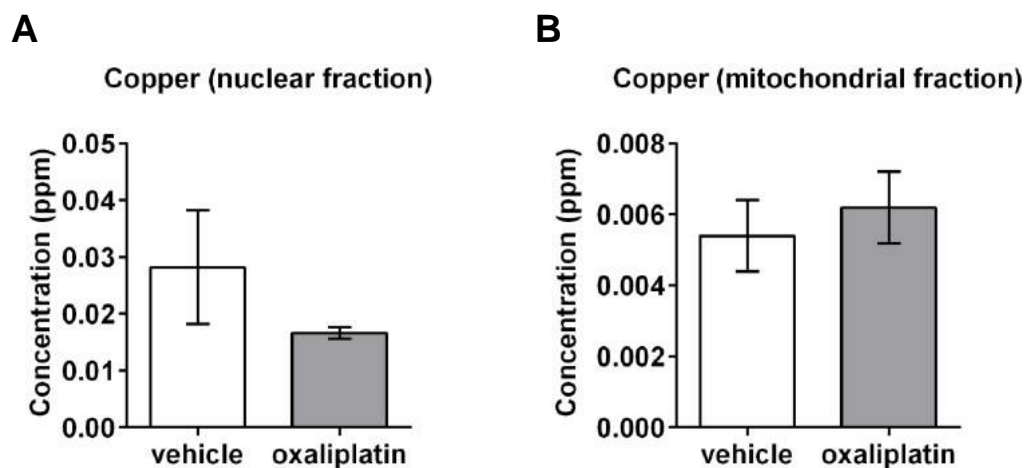 A
Copper (nuclear fraction)
Concentration (ppm)
0.05
0.04
0.03
0.02
0.01
0.00
vehicle oxaliplatin
B
Copper (mitochondrial fraction)
Concentration (ppm)
0.008
0.006
0.004
0.002
0.000
vehicle oxaliplatin